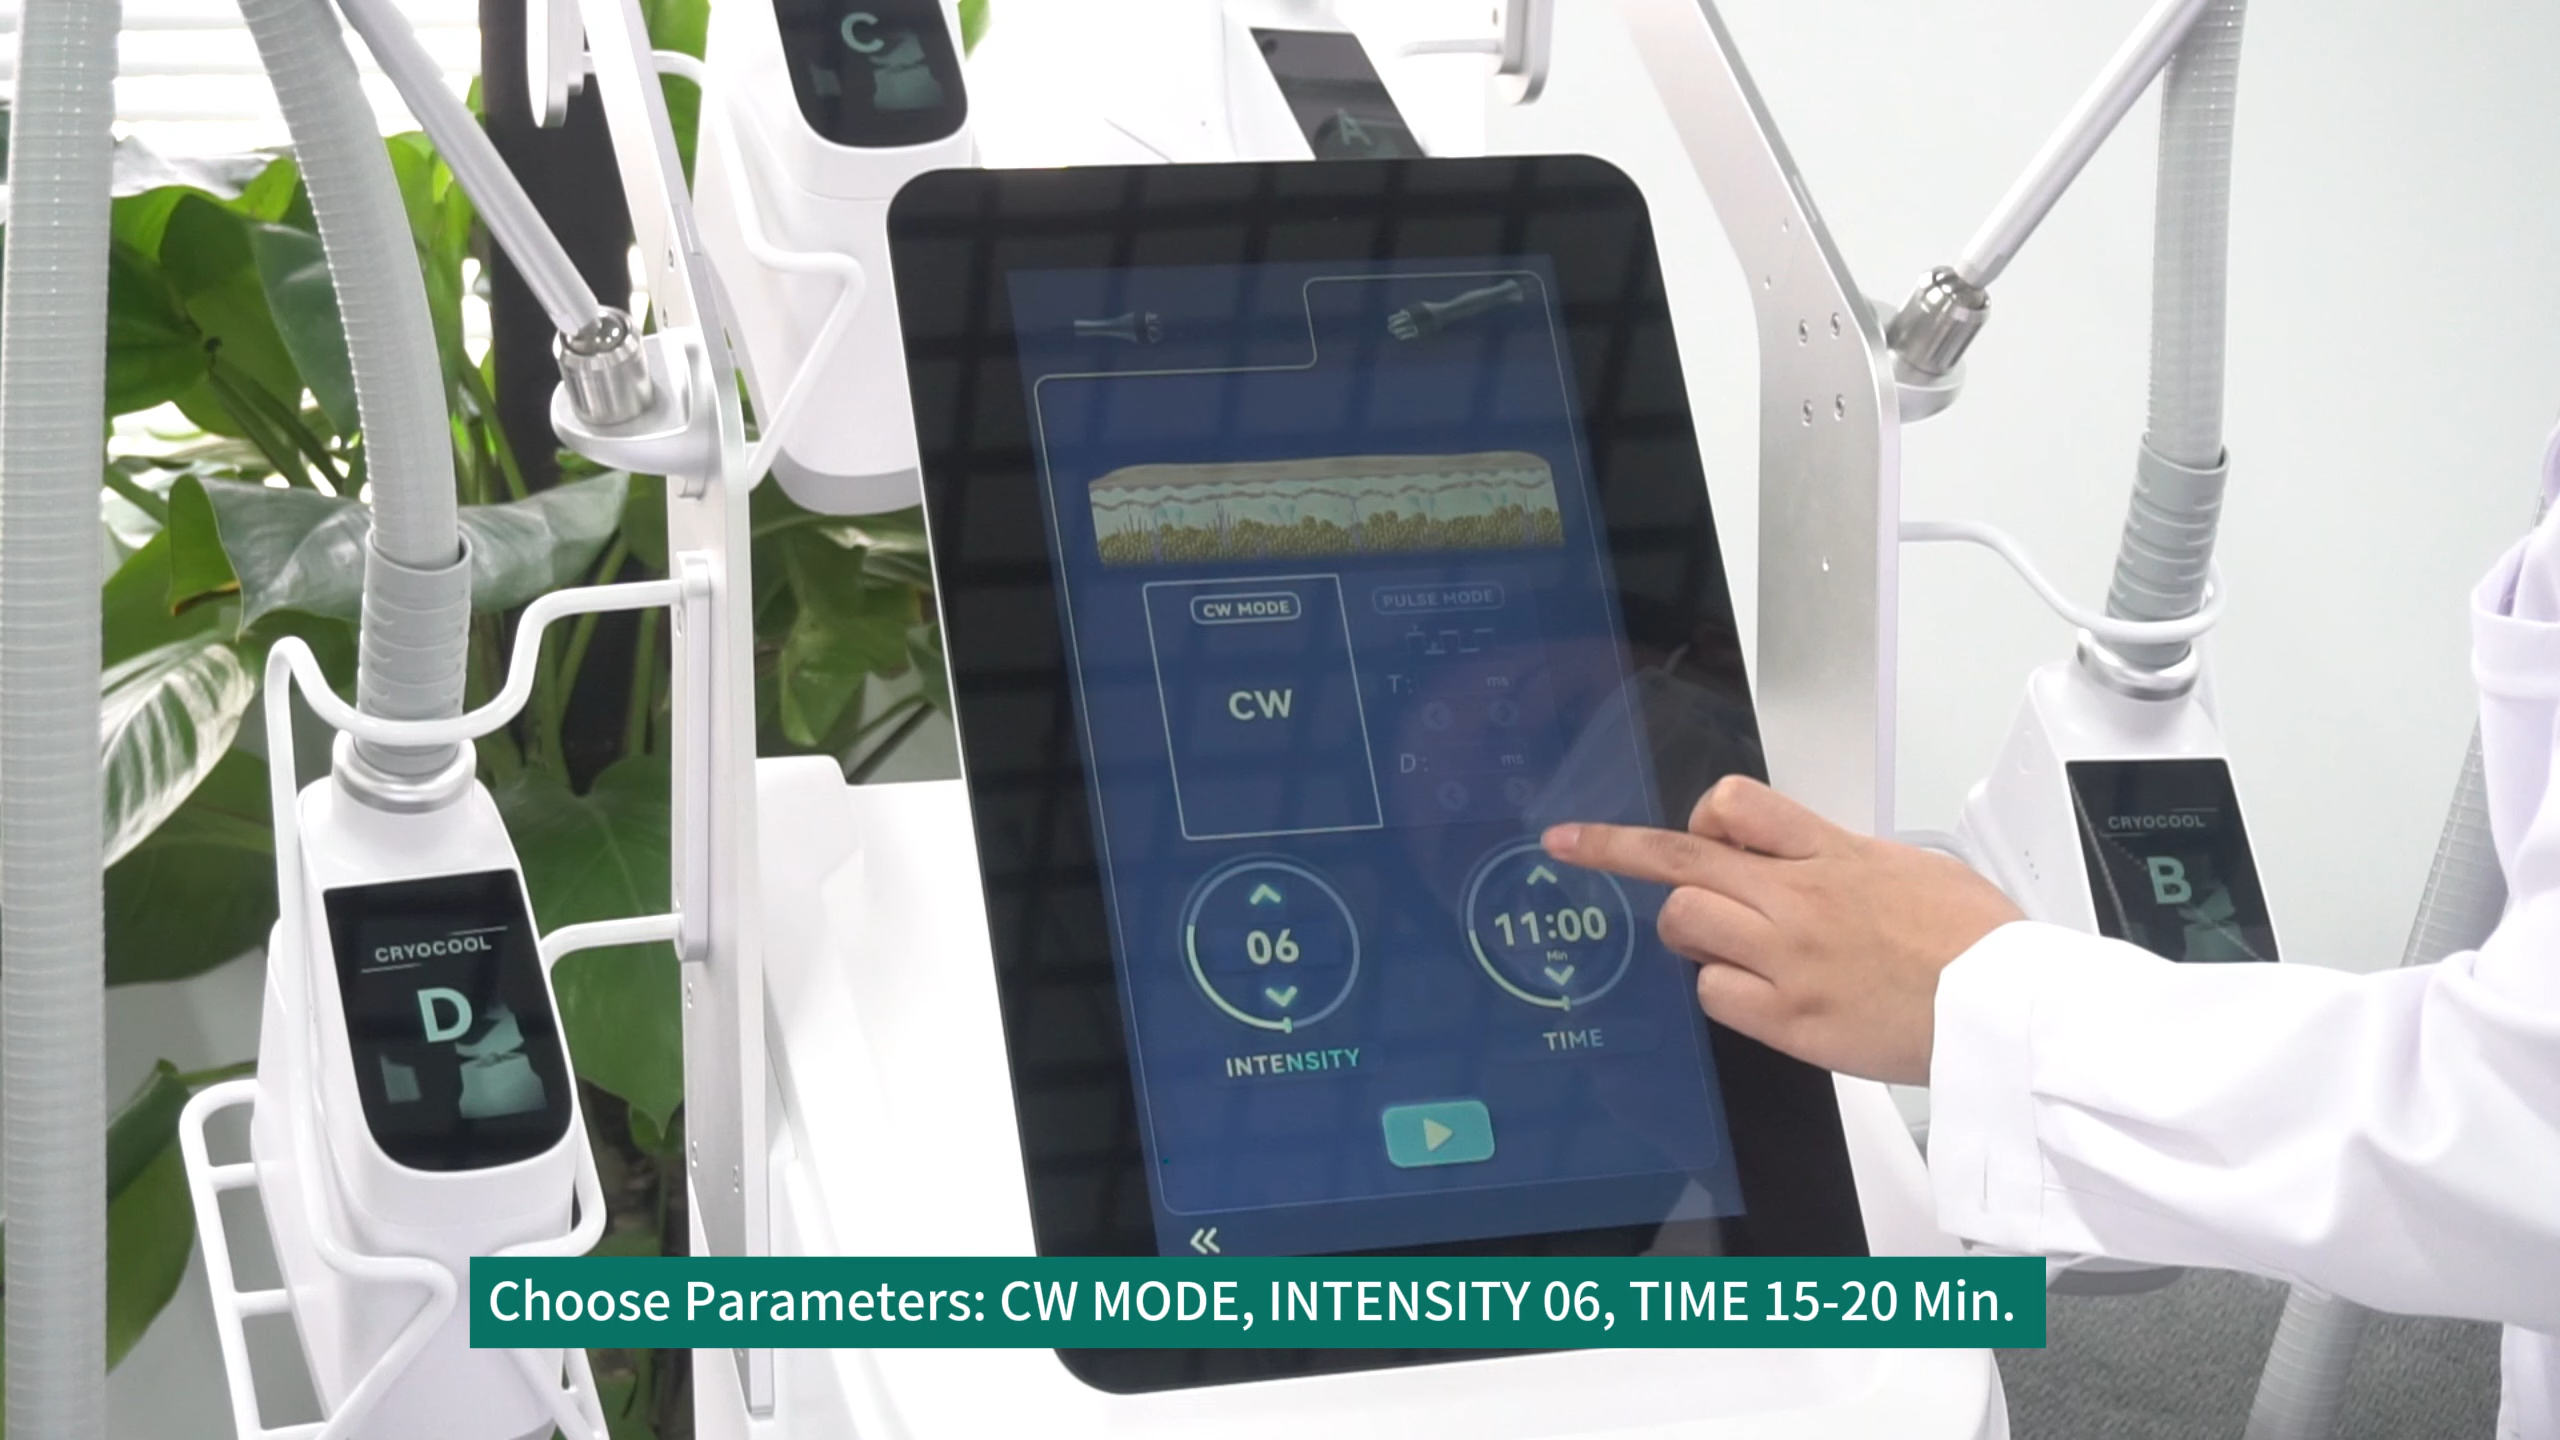 C
A
CW MODE
PULSE MODE
CW
T: ms
D: ms
CRYOCOOL
B
06
11:00
Min
CRYOCOOL
D
INTENSITY
TIME
Choose Parameters: CW MODE, INTENSITY 06, TIME 15-20 Min.